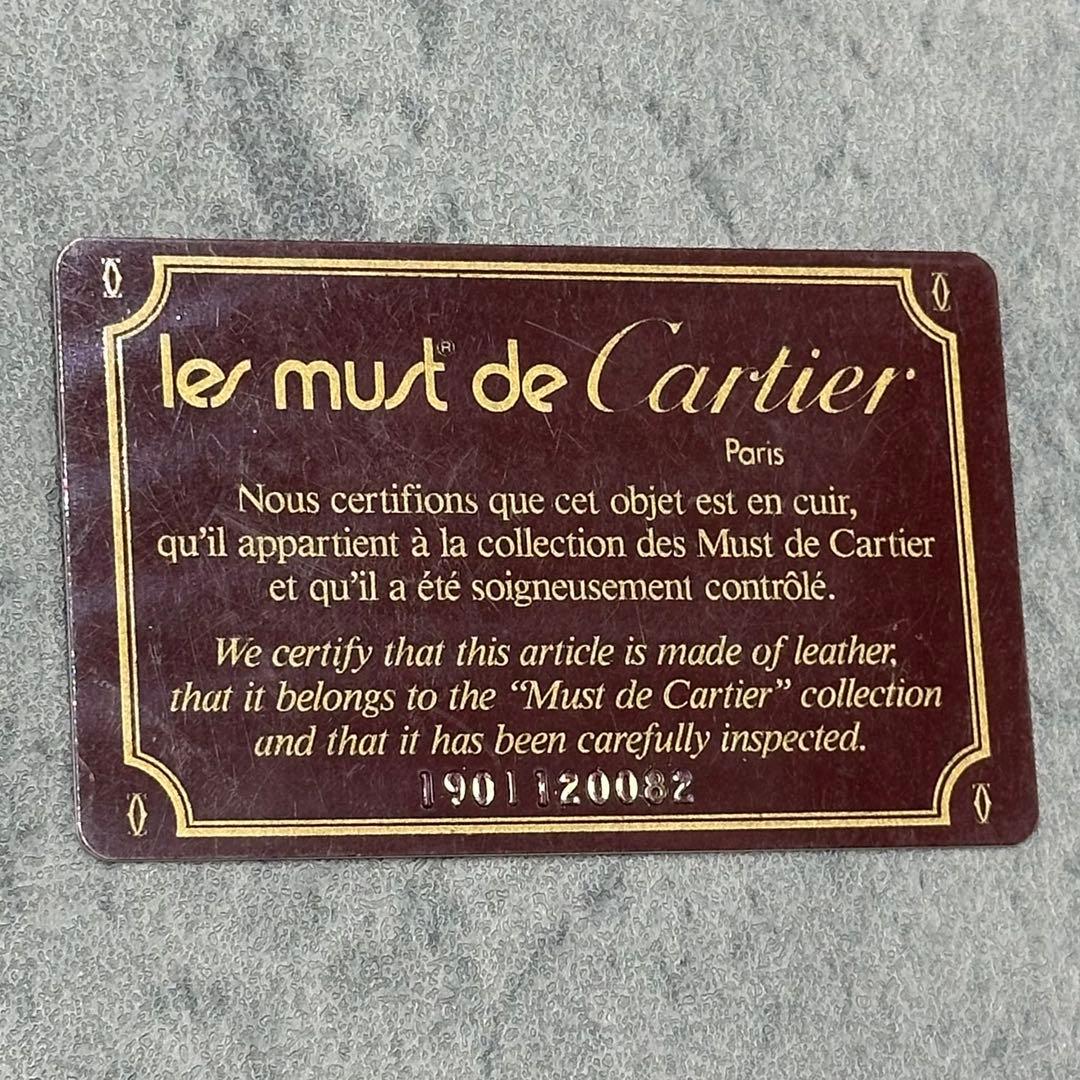 les must® de Cartier
Paris
Nous certifions que cet objet est en cuir,
qu'il appartient à la collection des Must de Cartier
et qu'il a été soigneusement contrôlé.
We certify that this article is made of leather,
that it belongs to the “Must de Cartier” collection
and that it has been carefully inspected.
1901120082